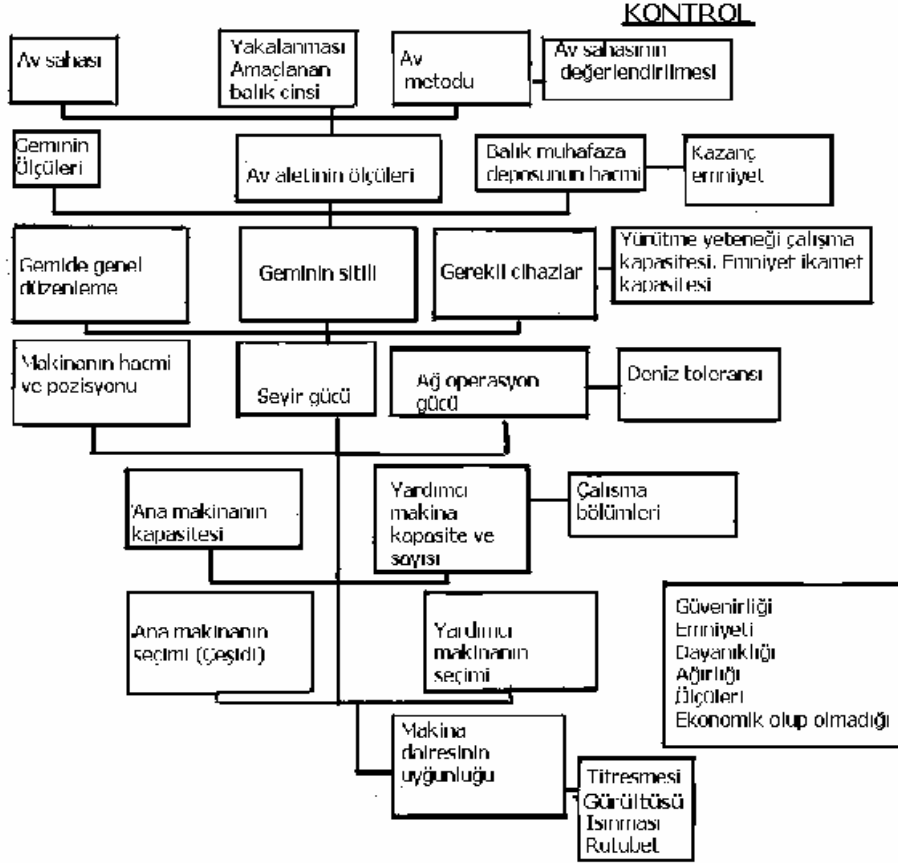 KONTROL
Av sahası
Yakalanması
Amaçlanan
balık cinsi
Av
metodu
Av sahasının
değerlendirilmesi
Geminin
Ölçüleri
Av aletinin ölçüleri
Balık muhafaza
deposunun hacmi
Kazanç
emniyet
Gemide genel
düzenleme
Geminin sitili
Gerekli cihazlar
Yürütme yeteneği çalışma
kapasitesi. Emniyet ikamet
kapasitesi
Makinanın hacmi
ve pozisyonu
Seyir gücü
Ağ operasyon
gücü
Deniz toleransı
Ana makinanın
kapasitesi
Yardımcı
makina
kapasite ve
sayısı
Çalışma
bölümleri
Ana makinanın
seçimi (Çeşidi)
Yardımcı
makinanın
seçimi
Güvenirliği
Emniyeti
Dayanıklığı
Ağırlığı
Ölçüleri
Ekonomik olup olmadığı
Makina
dairesinin
uyğunluğu
Titresmesi
Gürültüsü
Isınması
Rutubet